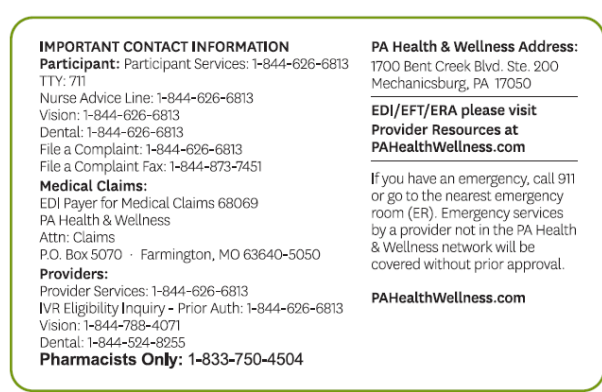 IMPORTANT CONTACT INFORMATION
Participant: Participant Services: 1-844-626-6813
TTY: 711
Nurse Advice Line: 1-844-626-6813
Vision: 1-844-626-6813
Dental: 1-844-626-6813
File a Complaint: 1-844-626-6813
File a Complaint Fax: 1-844-873-7451
Medical Claims:
EDI Payer for Medical Claims 68069
PA Health & Wellness
Attn: Claims
P.O. Box 5070 · Farmington, MO 63640-5050
Providers:
Provider Services: 1-844-626-6813
IVR Eligibility Inquiry - Prior Auth: 1-844-626-6813
Vision: 1-844-788-4071
Dental: 1-844-524-8255
Pharmacists Only: 1-833-750-4504
PA Health & Wellness Address:
1700 Bent Creek Blvd. Ste. 200
Mechanicsburg, PA 17050
EDI/EFT/ERA please visit
Provider Resources at
PAHealthWellness.com
If you have an emergency, call 911
or go to the nearest emergency
room (ER). Emergency services
by a provider not in the PA Health
& Wellness network will be
covered without prior approval.
PAHealthWellness.com